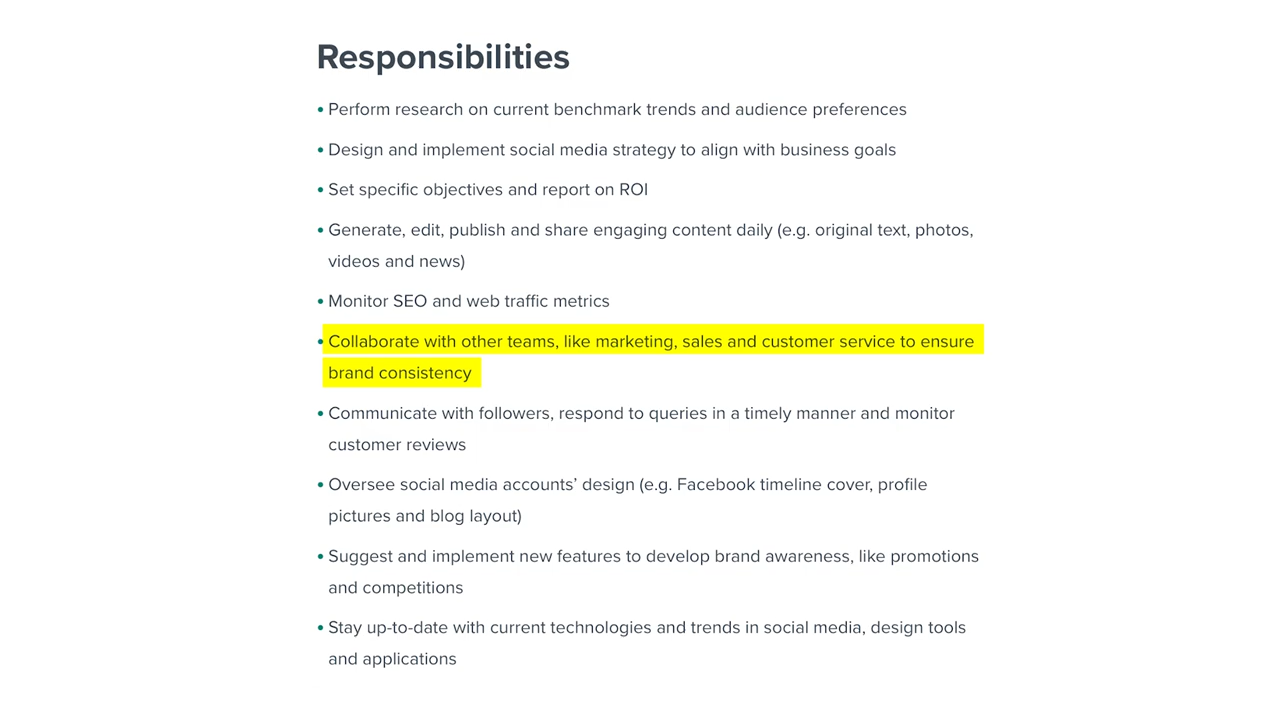 Responsibilities
• Perform research on current benchmark trends and audience preferences
• Design and implement social media strategy to align with business goals
• Set specific objectives and report on ROI
• Generate, edit, publish and share engaging content daily (e.g. original text, photos,
videos and news)
• Monitor SEO and web traffic metrics
• Collaborate with other teams, like marketing, sales and customer service to ensure
brand consistency
• Communicate with followers, respond to queries in a timely manner and monitor
customer reviews
• Oversee social media accounts’ design (e.g. Facebook timeline cover, profile
pictures and blog layout)
• Suggest and implement new features to develop brand awareness, like promotions
and competitions
• Stay up-to-date with current technologies and trends in social media, design tools
and applications